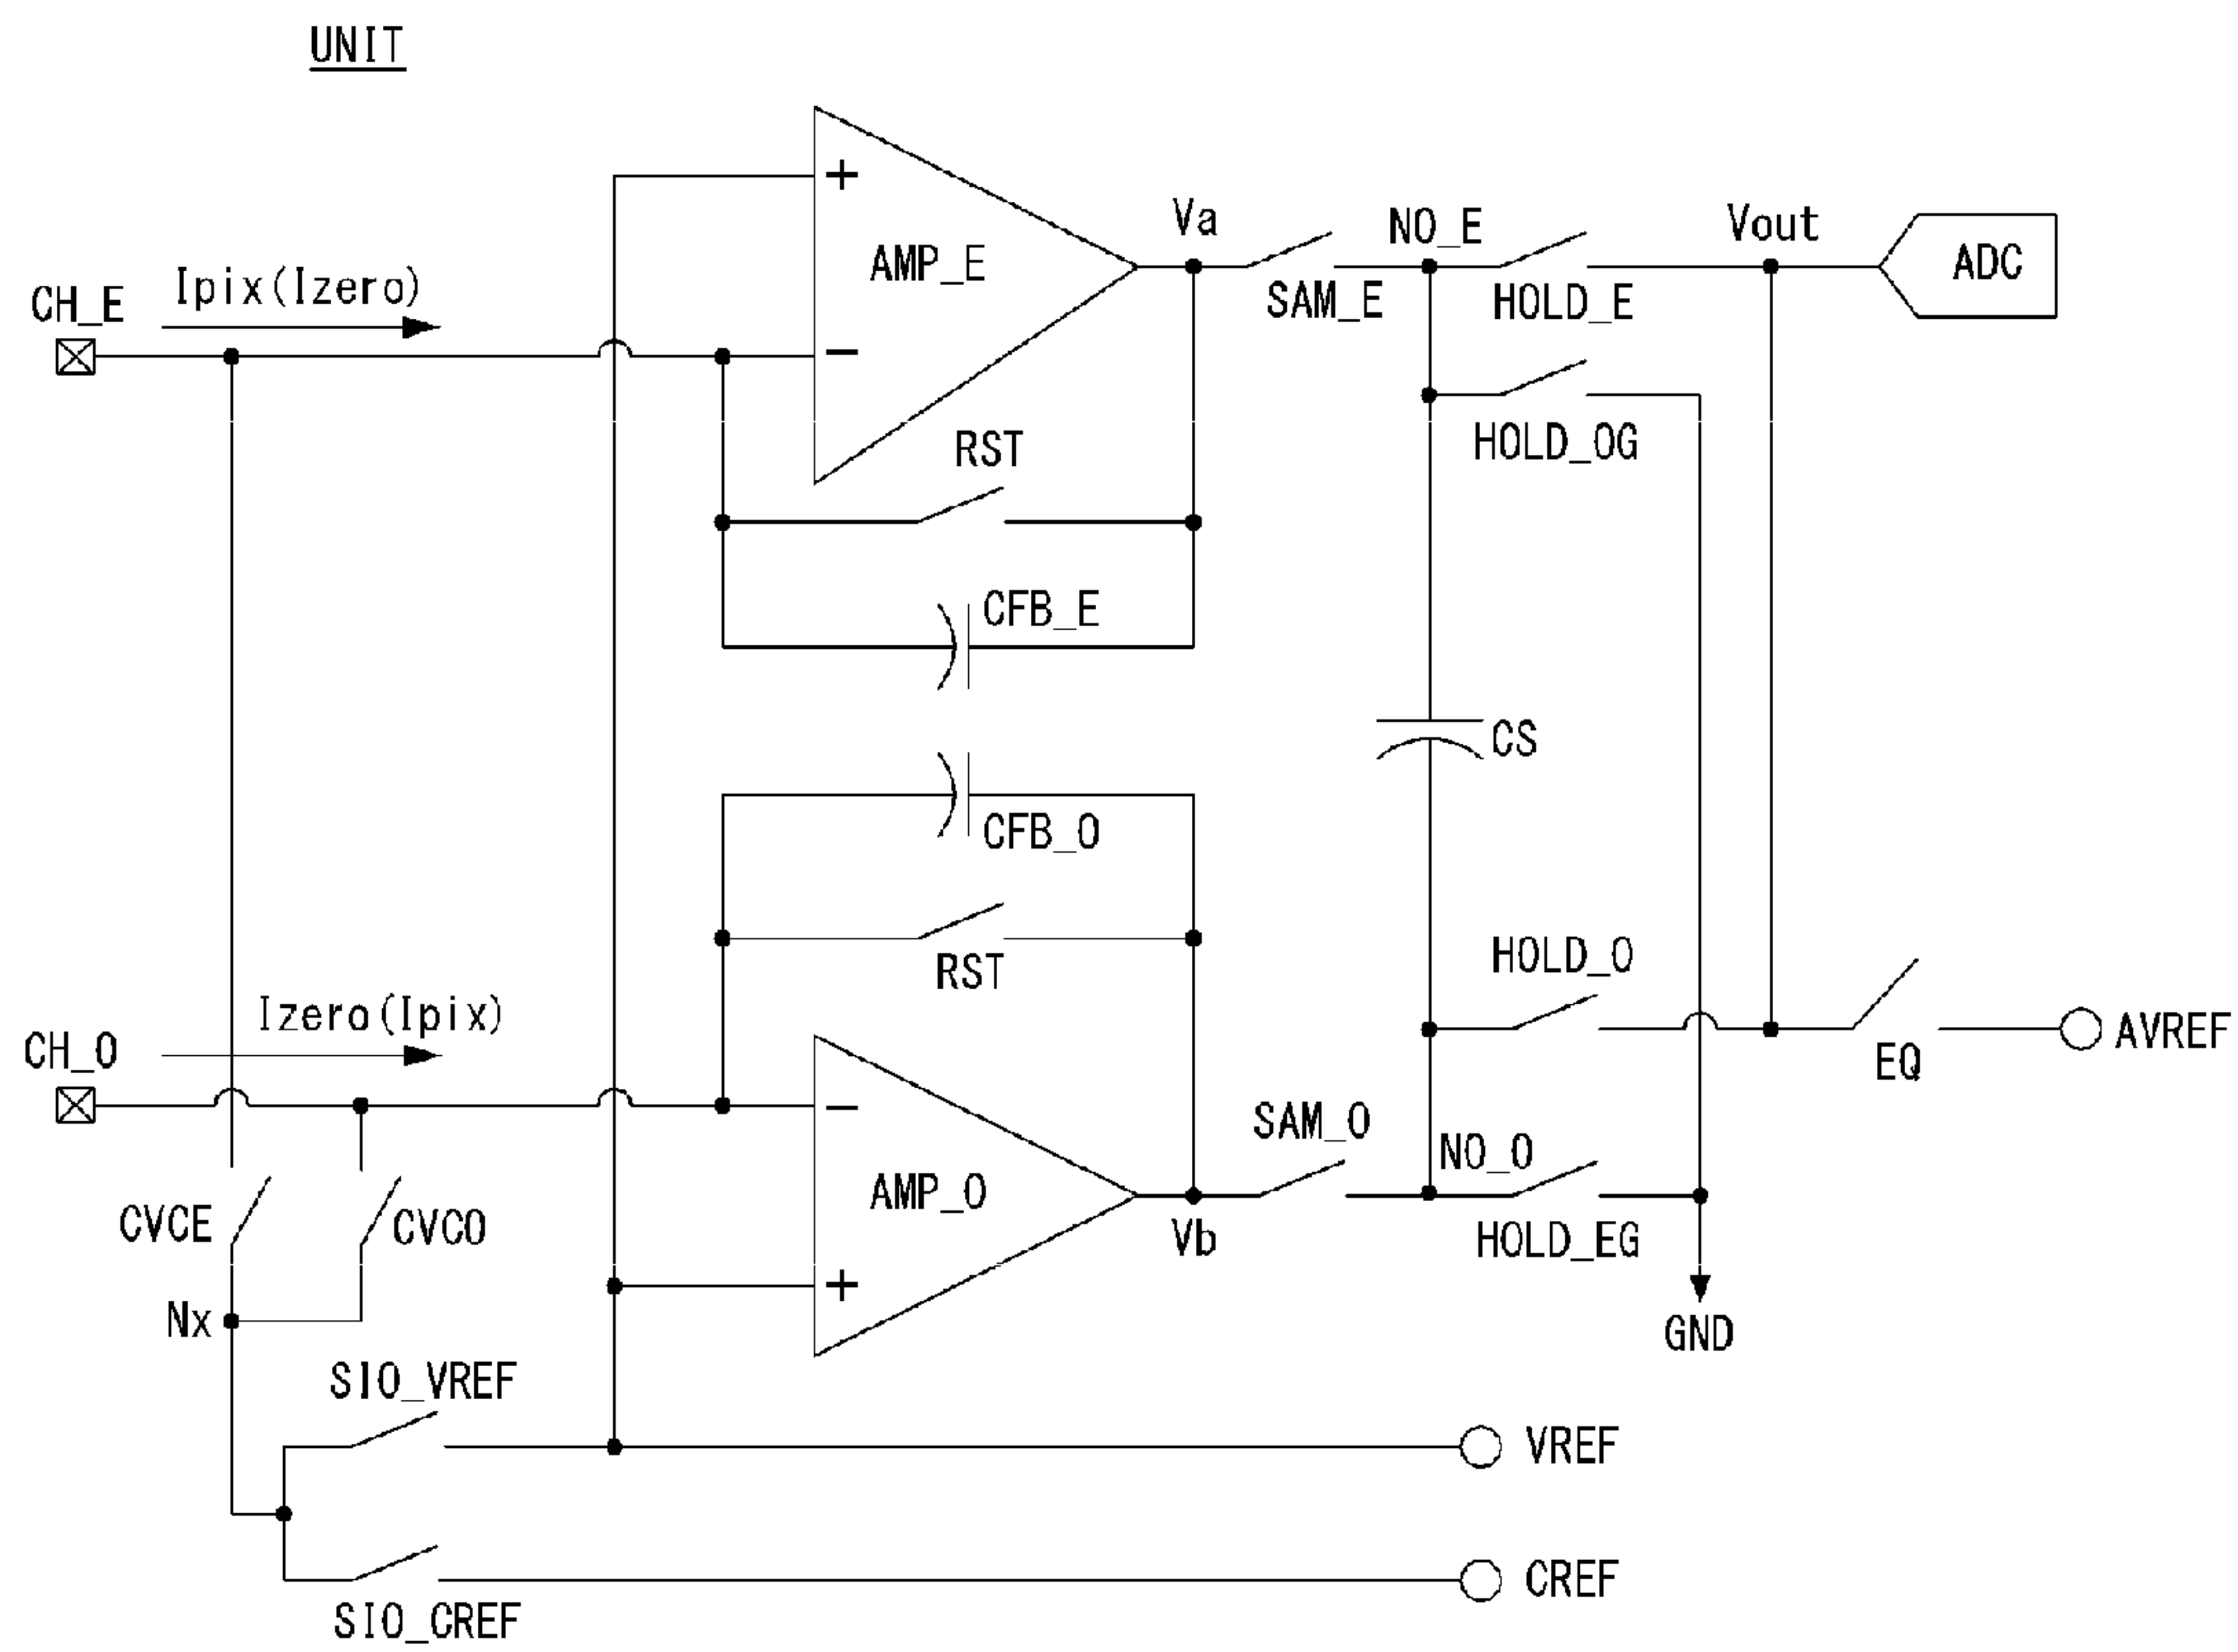 UNIT
+
Va
NO_E
Vout
AMP_E
ADC
Ipix(Izero)
SAM_E
HOLD_E
CH_E
−
RST
HOLD_OG
CFB_E
CS
CFB_O
HOLD_O
RST
Izero(Ipix)
AVREF
CH_O
EQ
−
SAM_O
NO_O
AMP_O
CVCE
CVCO
Vb
HOLD_EG
+
Nx
GND
SIO_VREF
VREF
CREF
SIO_CREF